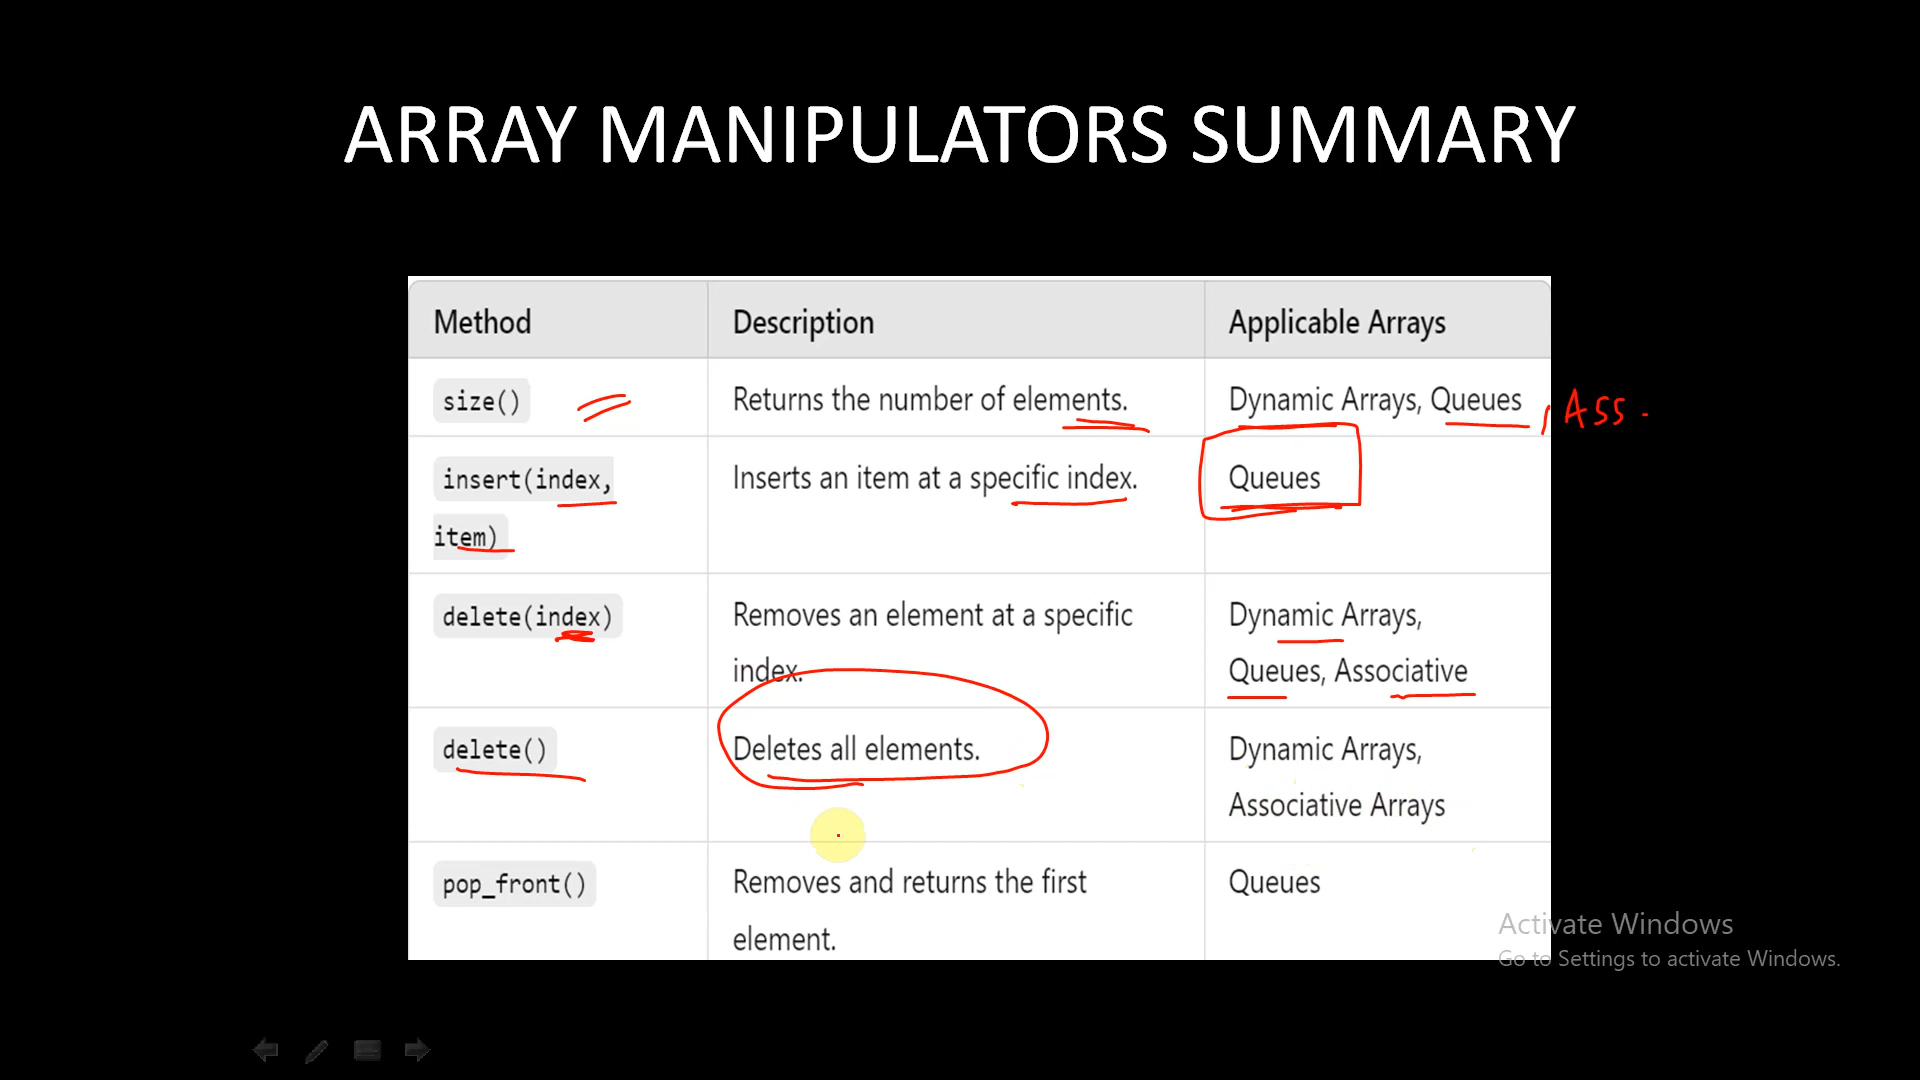 ARRAY MANIPULATORS SUMMARY
Method Description Applicable Arrays
size() Returns the number of elements. Dynamic Arrays, Queues , Ass .
insert(index, Inserts an item at a specific index. Queues
item)
delete(index) Removes an element at a specific Dynamic Arrays,
index. Queues, Associative
delete() Deletes all elements. Dynamic Arrays,
Associative Arrays
pop_front() Removes and returns the first Queues
element.
Activate Windows
Go to Settings to activate Windows.